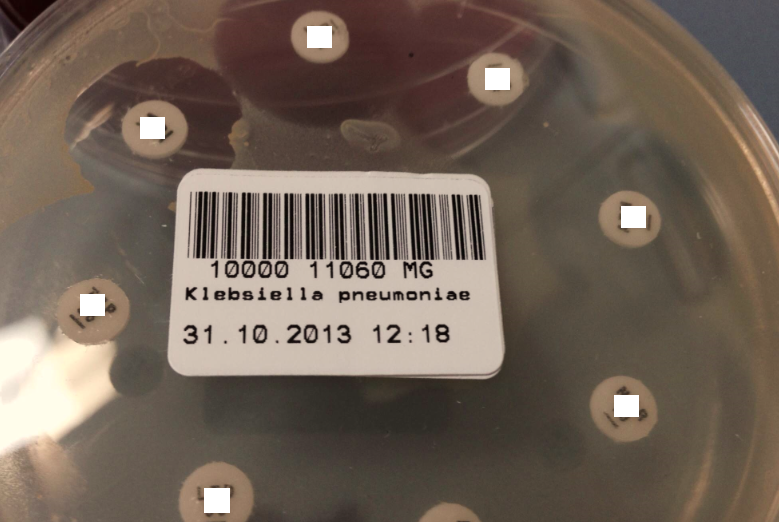 10000 11060 MG
Klebsiella pneumoniae
31.10.2013 12:18